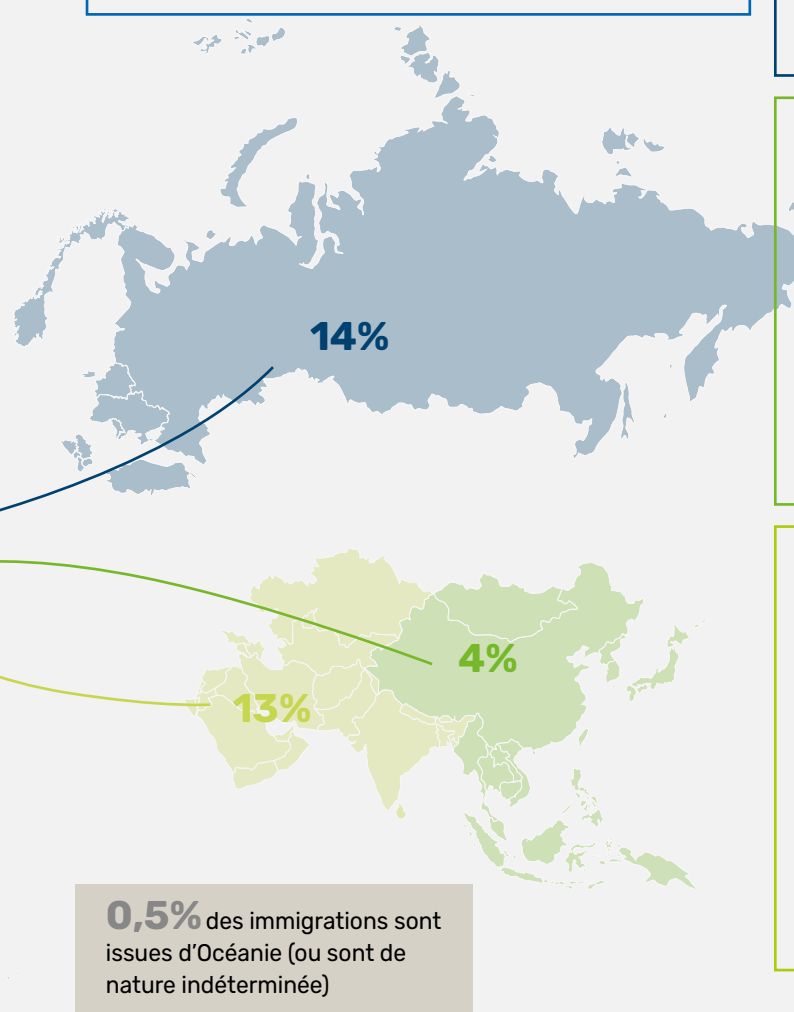 14%
4%
13%
0,5% des immigrations sont
issues d’Océanie (ou sont de
nature indéterminée)